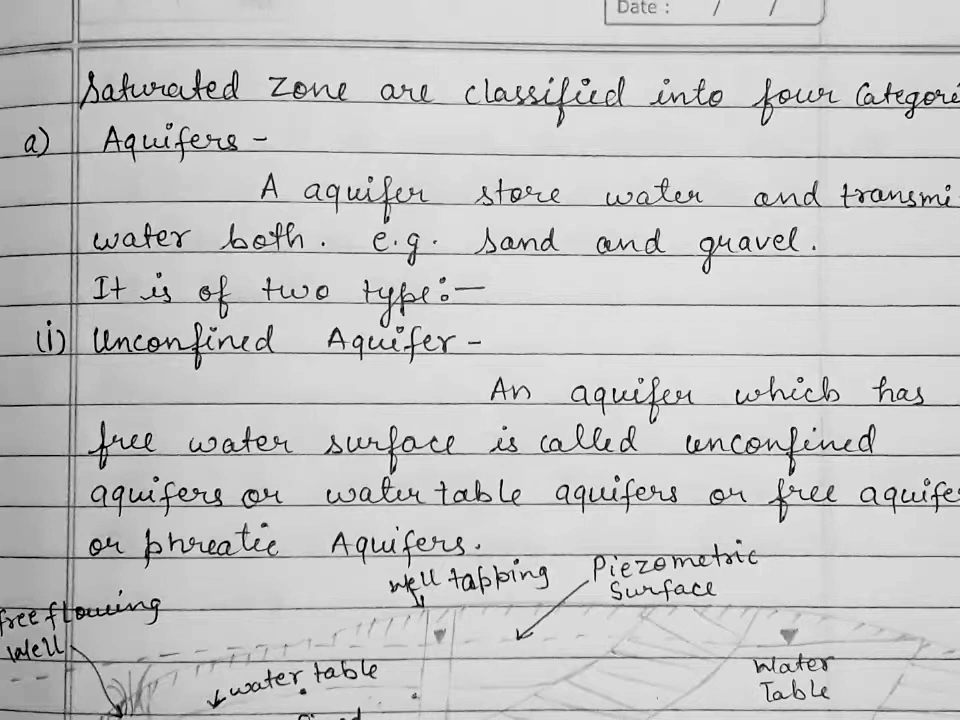 Date : / /
Saturated zone are classified into four Categori
a) Aquifers -
A aquifer store water and transmi
water both. e.g. sand and gravel.
It is of two type:-
(i) Unconfined Aquifer -
An aquifer which has
free water surface is called unconfined
aquifers or water table aquifers or free aquife
or phreatic Aquifers.
Well tapping
Piezometric
Surface
free flowing
Well
water table
Water
Table